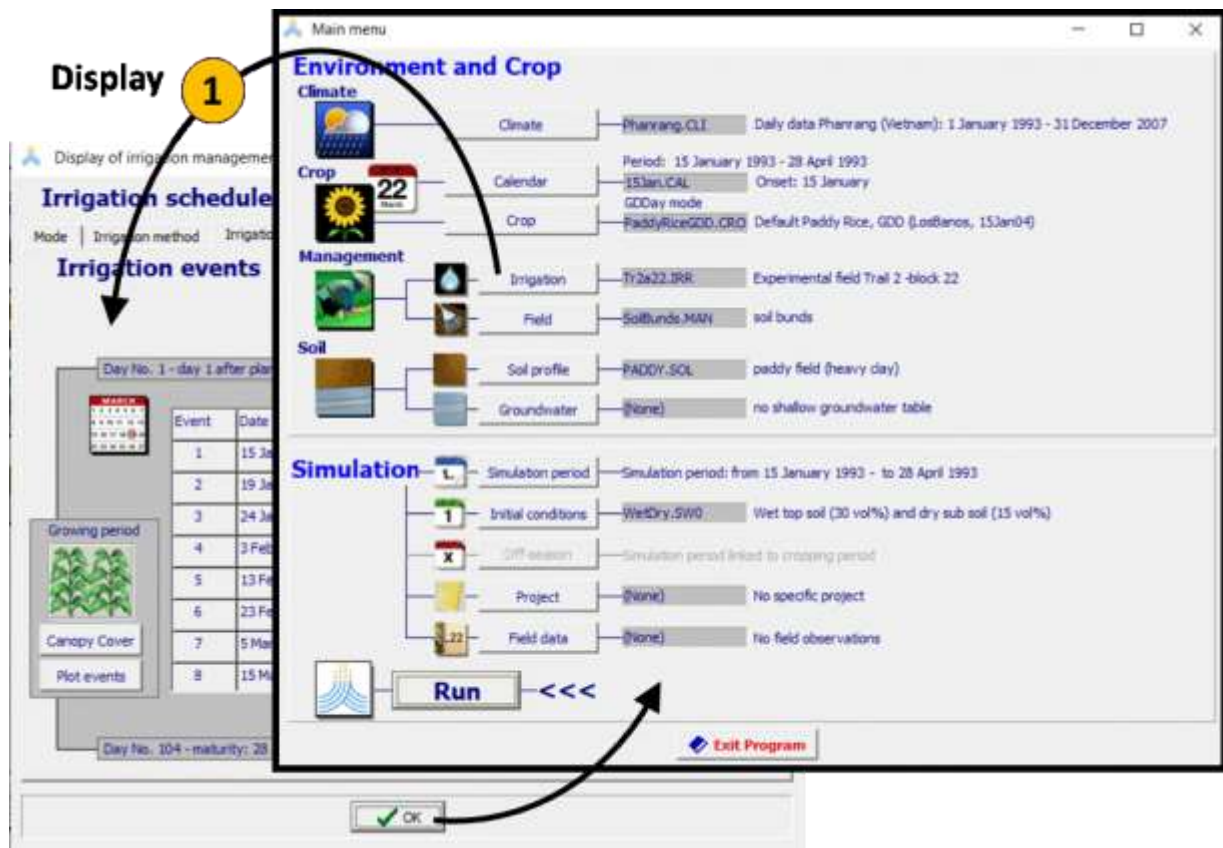 Display
1
Main menu
Environment and Crop
Climate
Climate
Phanrang.CLI
Daily data Phanrang (Vietnam): 1 January 1993 - 31 December 2007
Crop
22
March
Period: 15 January 1993 - 28 April 1993
Calendar
15Jan.CAL
Onset: 15 January
GDDay mode
Crop
PaddyRiceGDD.CRO
Default Paddy Rice, GDD (LosBanos, 15Jan04)
Management
Irrigation
Tr2a22.IRR
Experimental field Trail 2 -block 22
Field
SoilBunds.MAN
soil bunds
Soil
Soil profile
PADDY.SOL
paddy field (heavy clay)
Groundwater
(None)
no shallow groundwater table
Simulation
1..
Simulation period
Simulation period: from 15 January 1993 - to 28 April 1993
1
Initial conditions
WetDry.SW0
Wet top soil (30 vol%) and dry sub soil (15 vol%)
X
Off-season
Simulation period linked to cropping period
Project
(None)
No specific project
..22
Field data
(None)
No field observations
Run
<<<
Exit Program
Display of irrigation manageme
Irrigation schedule
Mode
Irrigation method
Irrigatio
Irrigation events
Day No. 1 - day 1 after plan
MARCH
Event
Date
1
15 Ja
2
19 Ja
3
24 Ja
4
3 Feb
5
13 Fe
6
23 Fe
7
5 Mar
8
15 Ma
Growing period
Canopy Cover
Plot events
Day No. 104 - maturity: 28
OK